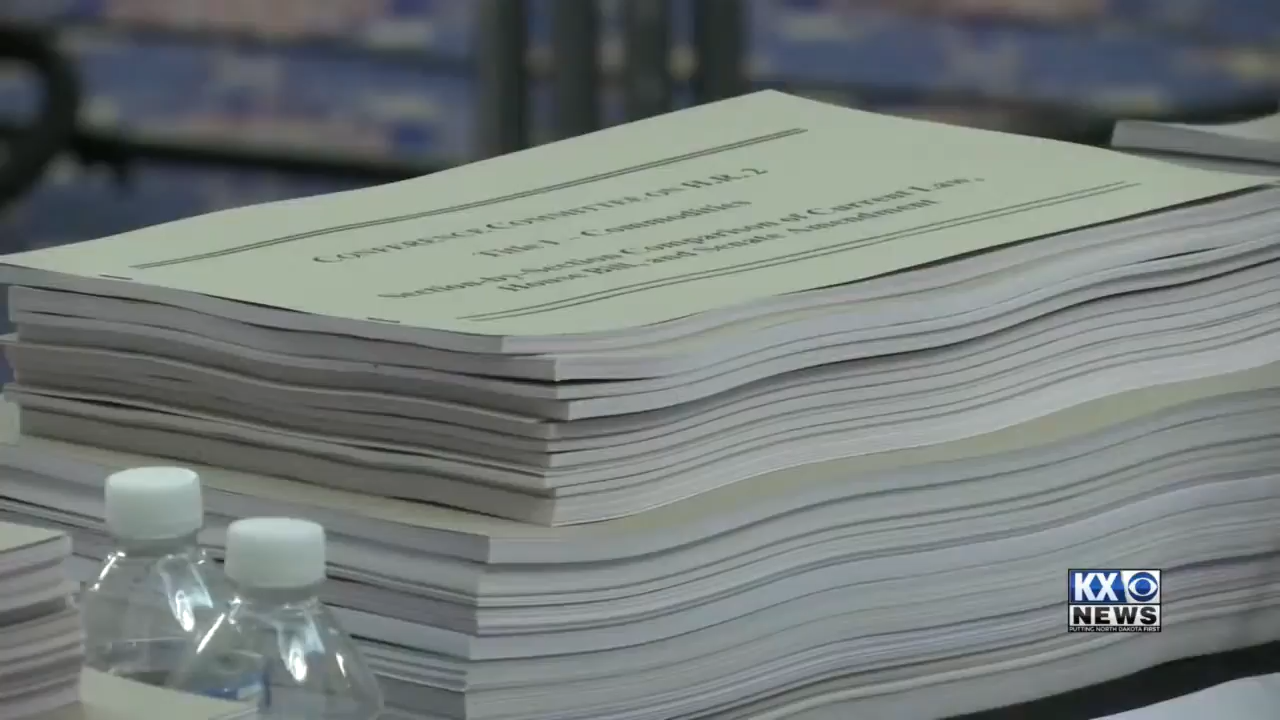 CONFERENCE COMMITTEE ON H.R. 2
Title I – Commodities
Section-by-Section Comparison of Current Law,
House Bill, and Senate Amendment
KX
NEWS
PUTTING NORTH DAKOTA FIRST